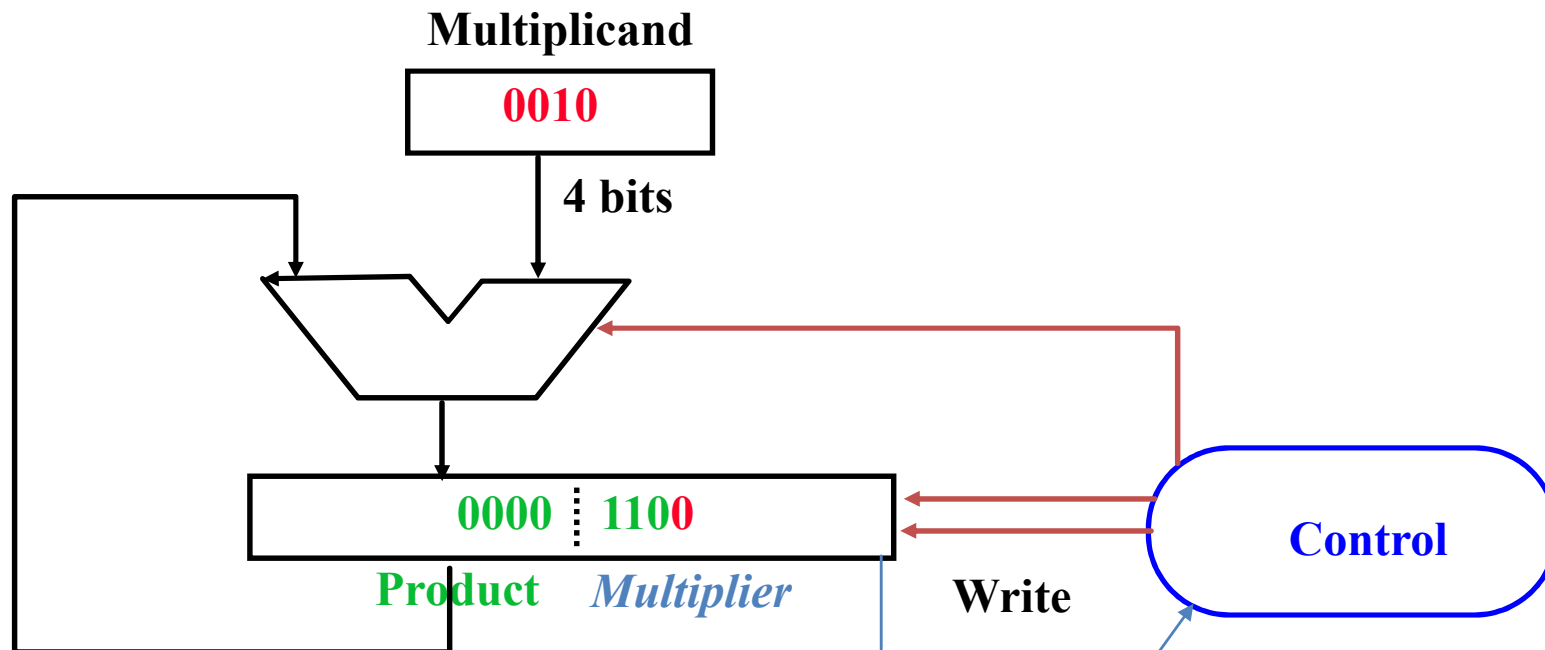 Multiplicand
0010
4 bits
0000 1100
Control
Product Multiplier
Write